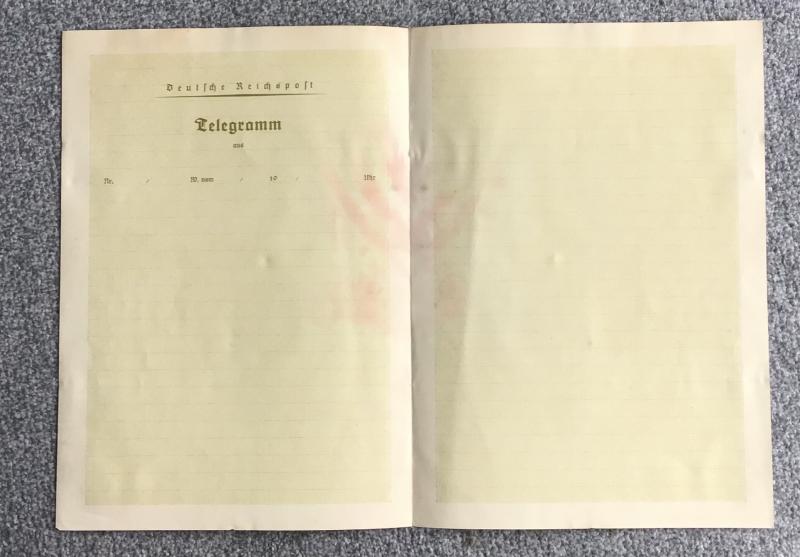 Deutsche Reichspost
Telegramm
aus
Nr. / W. vom / 19 / Uhr